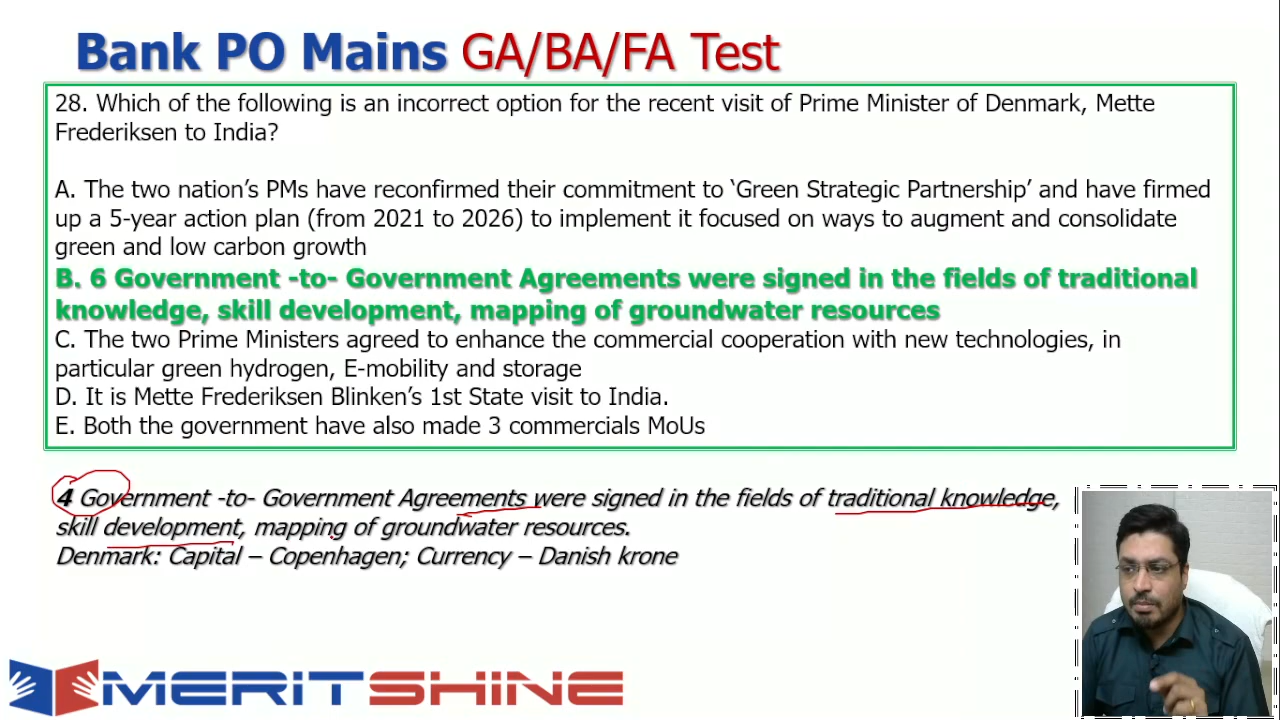 Bank PO Mains GA/BA/FA Test
28. Which of the following is an incorrect option for the recent visit of Prime Minister of Denmark, Mette
Frederiksen to India?
A. The two nation’s PMs have reconfirmed their commitment to ‘Green Strategic Partnership’ and have firmed
up a 5-year action plan (from 2021 to 2026) to implement it focused on ways to augment and consolidate
green and low carbon growth
B. 6 Government -to- Government Agreements were signed in the fields of traditional
knowledge, skill development, mapping of groundwater resources
C. The two Prime Ministers agreed to enhance the commercial cooperation with new technologies, in
particular green hydrogen, E-mobility and storage
D. It is Mette Frederiksen Blinken’s 1st State visit to India.
E. Both the government have also made 3 commercials MoUs
4 Government -to- Government Agreements were signed in the fields of traditional knowledge,
skill development, mapping of groundwater resources.
Denmark: Capital – Copenhagen; Currency – Danish krone
MERITSHINE